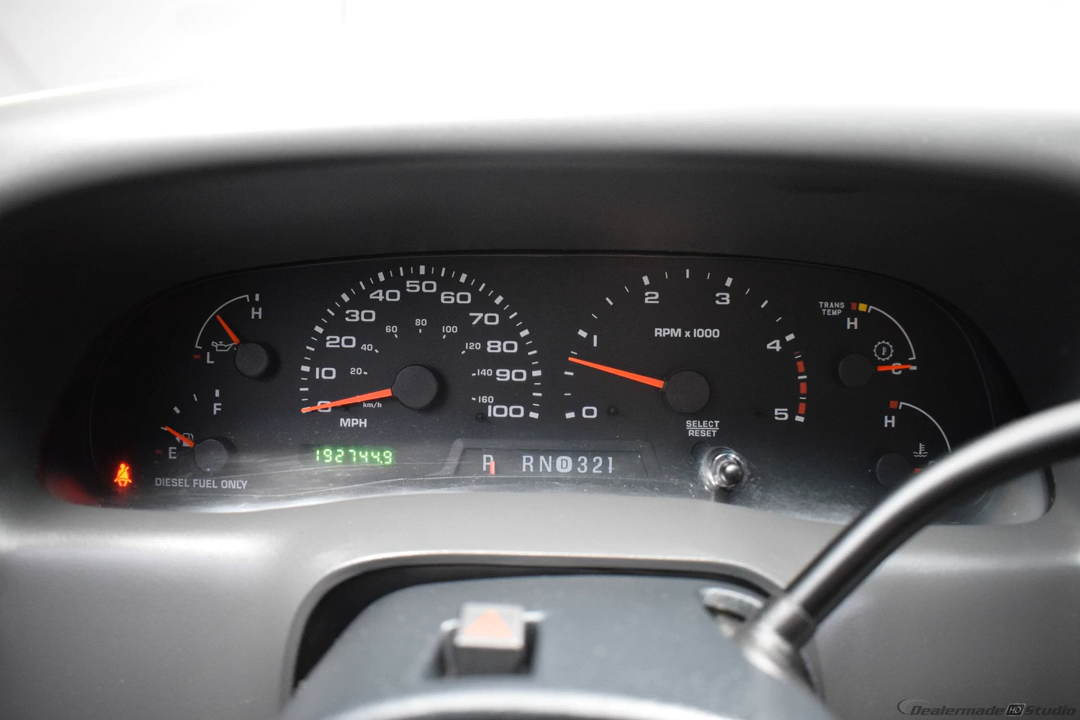 H
L
F
E
DIESEL FUEL ONLY
0 10 20 30 40 50 60 70 80 90 100
20 40 60 80 100 120 140 160
km/h
MPH
192744.9
P RN D 321
0 1 2 3 4 5
RPM x 1000
SELECT
RESET
TRANS
TEMP
H
C
H
Dealermade HD Studio